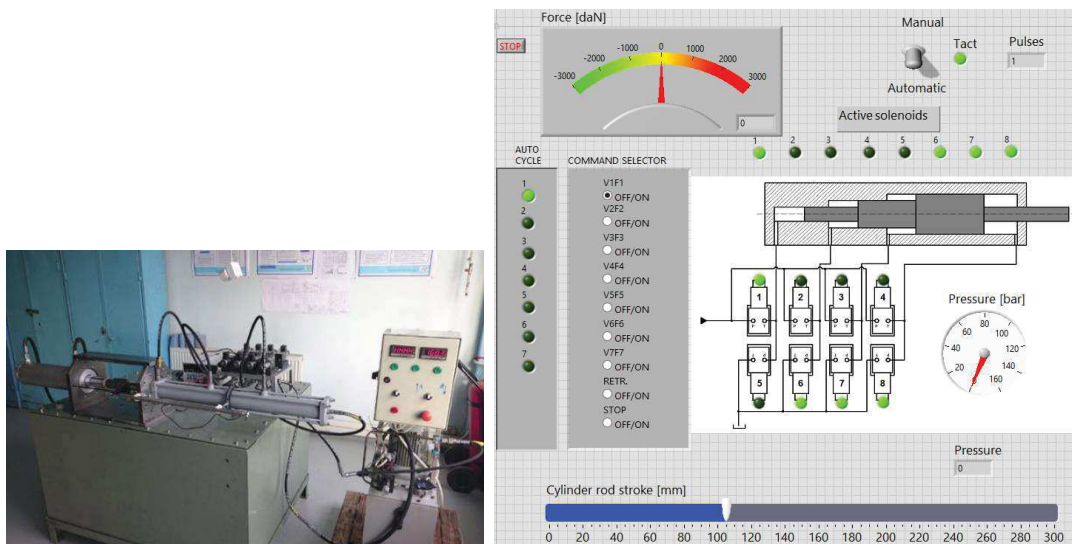 Force [daN]
STOP
-3000 -2000 -1000 0 1000 2000 3000
0
Manual
Tact
Automatic
Pulses
1
Active solenoids
1 2 3 4 5 6 7 8
AUTO
CYCLE
1
2
3
4
5
6
7
COMMAND SELECTOR
V1F1
OFF/ON
V2F2
OFF/ON
V3F3
OFF/ON
V4F4
OFF/ON
V5F5
OFF/ON
V6F6
OFF/ON
V7F7
OFF/ON
RETR.
OFF/ON
STOP
OFF/ON
1 2 3 4
P T P T P T P T
5 6 7 8
Pressure [bar]
0 20 40 60 80 100 120 140 160
Pressure
0
Cylinder rod stroke [mm]
0 20 40 60 80 100 120 140 160 180 200 220 240 260 280 300